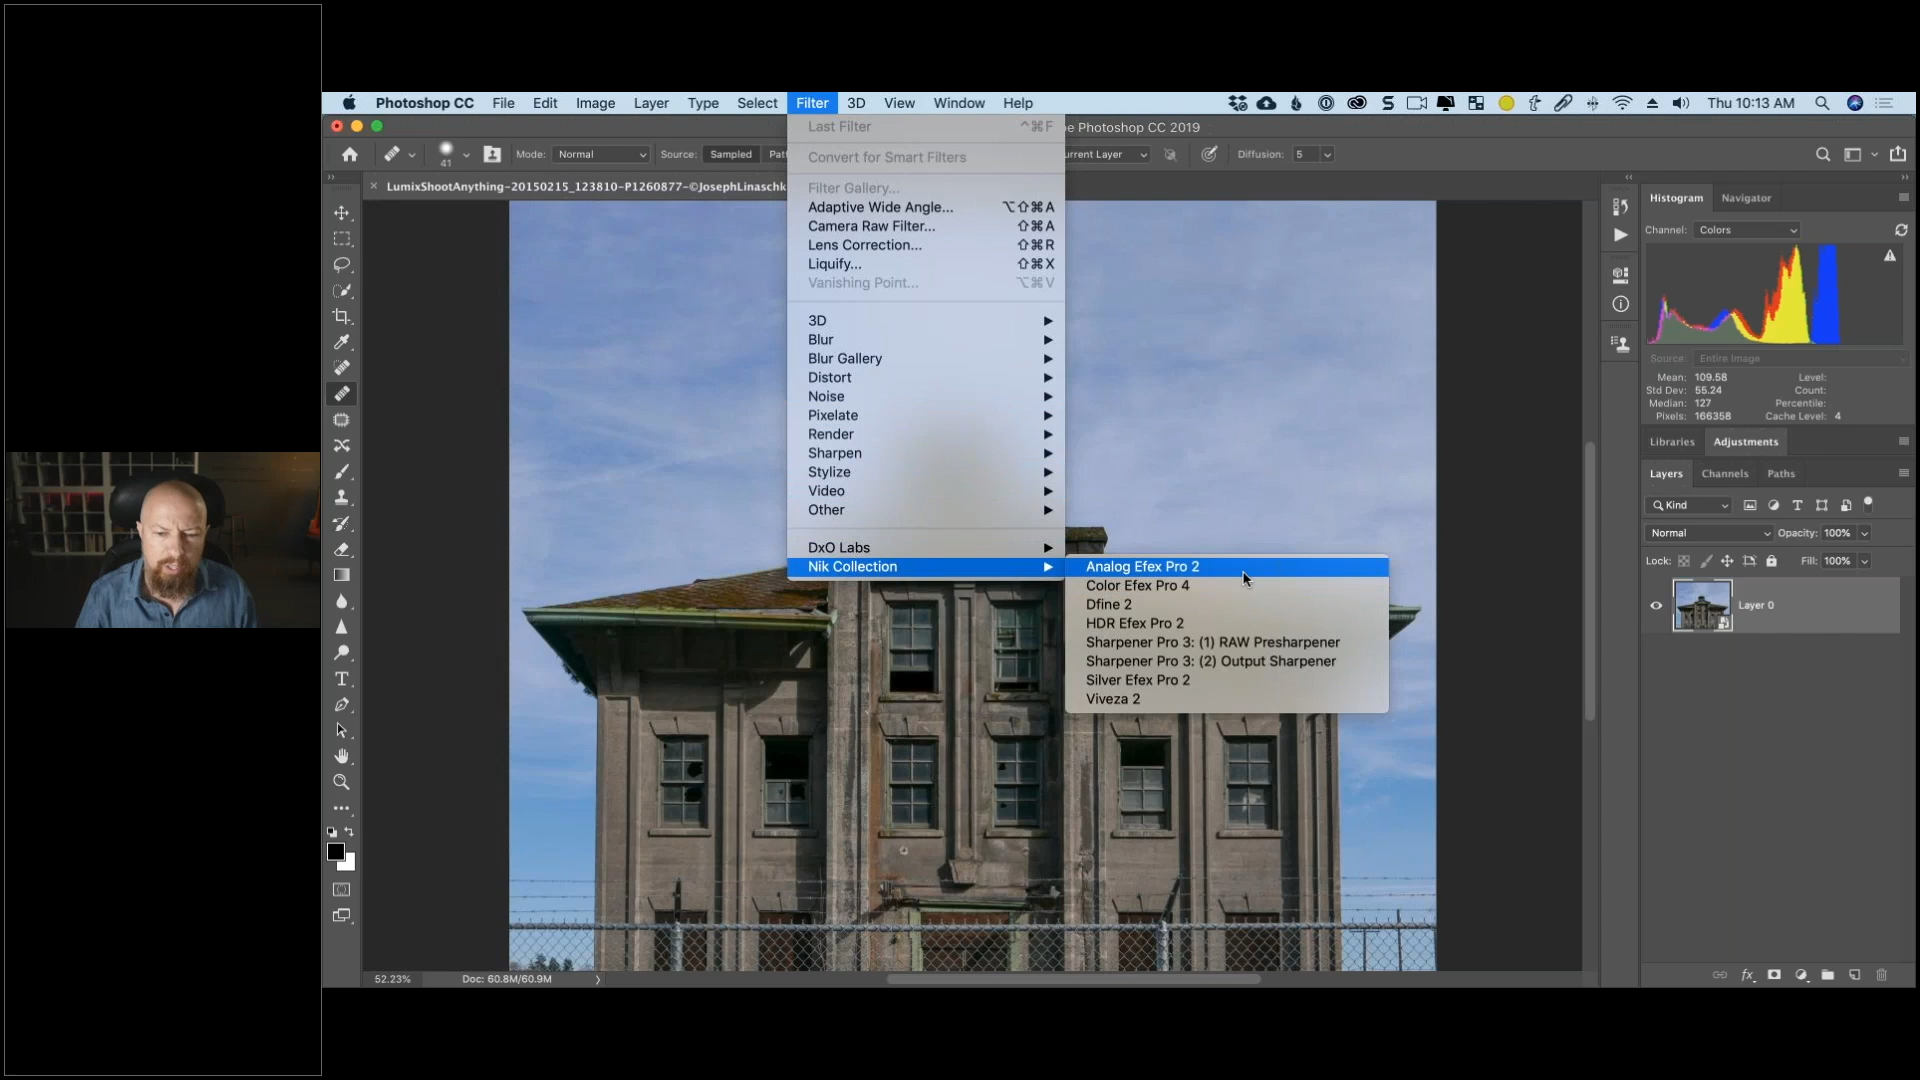 Photoshop CC File Edit Image Layer Type Select Filter 3D View Window Help Thu 10:13 AM
Photoshop CC 2019
41 Mode: Normal Source: Sampled urrent Layer Diffusion: 5
LumixShootAnything-20150215_123810-P1260877-©JosephLinaschk
Last Filter ^⌘F
Convert for Smart Filters
Filter Gallery...
Adaptive Wide Angle... ⌥⇧⌘A
Camera Raw Filter... ⇧⌘A
Lens Correction... ⇧⌘R
Liquify... ⇧⌘X
Vanishing Point... ⌥⌘V
3D
Blur
Blur Gallery
Distort
Noise
Pixelate
Render
Sharpen
Stylize
Video
Other
DxO Labs
Nik Collection
Analog Efex Pro 2
Color Efex Pro 4
Dfine 2
HDR Efex Pro 2
Sharpener Pro 3: (1) RAW Presharpener
Sharpener Pro 3: (2) Output Sharpener
Silver Efex Pro 2
Viveza 2
Histogram Navigator
Channel: Colors
Source: Entire Image
Mean: 109.58 Level:
Std Dev: 55.24 Count:
Median: 127 Percentile:
Pixels: 166358 Cache Level: 4
Libraries Adjustments
Layers Channels Paths
Kind
Normal Opacity: 100%
Lock: Fill: 100%
Layer 0
52.23% Doc: 60.8M/60.9M